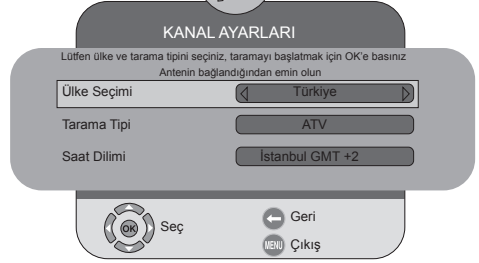 KANAL AYARLARI
Lütfen ülke ve tarama tipini seçiniz, taramayı başlatmak için OK'e basınız
Antenin bağlandığından emin olun
Ülke Seçimi Türkiye
Tarama Tipi ATV
Saat Dilimi İstanbul GMT +2
OK Seç Geri
MENU Çıkış